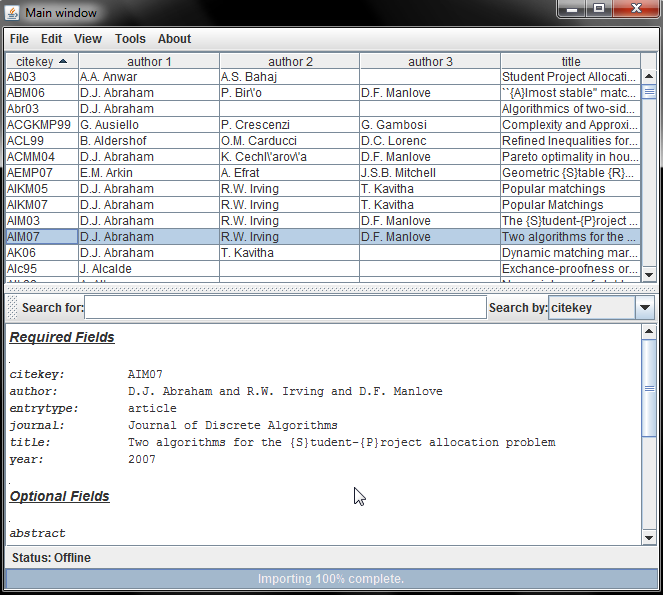 Main window
File Edit View Tools About
citekey author 1 author 2 author 3 title
AB03 A.A. Anwar A.S. Bahaj Student Project Allocati...
ABM06 D.J. Abraham P. Bir\'o D.F. Manlove ``{A}lmost stable'' matc...
Abr03 D.J. Abraham Algorithmics of two-sid...
ACGKMP99 G. Ausiello P. Crescenzi G. Gambosi Complexity and Approxi...
ACL99 B. Aldershof O.M. Carducci D.C. Lorenc Refined Inequalities for...
ACMM04 D.J. Abraham K. Cechl\'arov\'a D.F. Manlove Pareto optimality in hou...
AEMP07 E.M. Arkin A. Efrat J.S.B. Mitchell Geometric {S}table {R}...
AIKM05 D.J. Abraham R.W. Irving T. Kavitha Popular matchings
AIKM07 D.J. Abraham R.W. Irving T. Kavitha Popular Matchings
AIM03 D.J. Abraham R.W. Irving D.F. Manlove The {S}tudent-{P}roject ...
AIM07 D.J. Abraham R.W. Irving D.F. Manlove Two algorithms for the ...
AK06 D.J. Abraham T. Kavitha Dynamic matching mar...
Alc95 J. Alcalde Exchance-proofness or...
Search for: Search by: citekey
Required Fields
.
citekey: AIM07
author: D.J. Abraham and R.W. Irving and D.F. Manlove
entrytype: article
journal: Journal of Discrete Algorithms
title: Two algorithms for the {S}tudent-{P}roject allocation problem
year: 2007
.
Optional Fields
.
abstract
Status: Offline
Importing 100% complete.